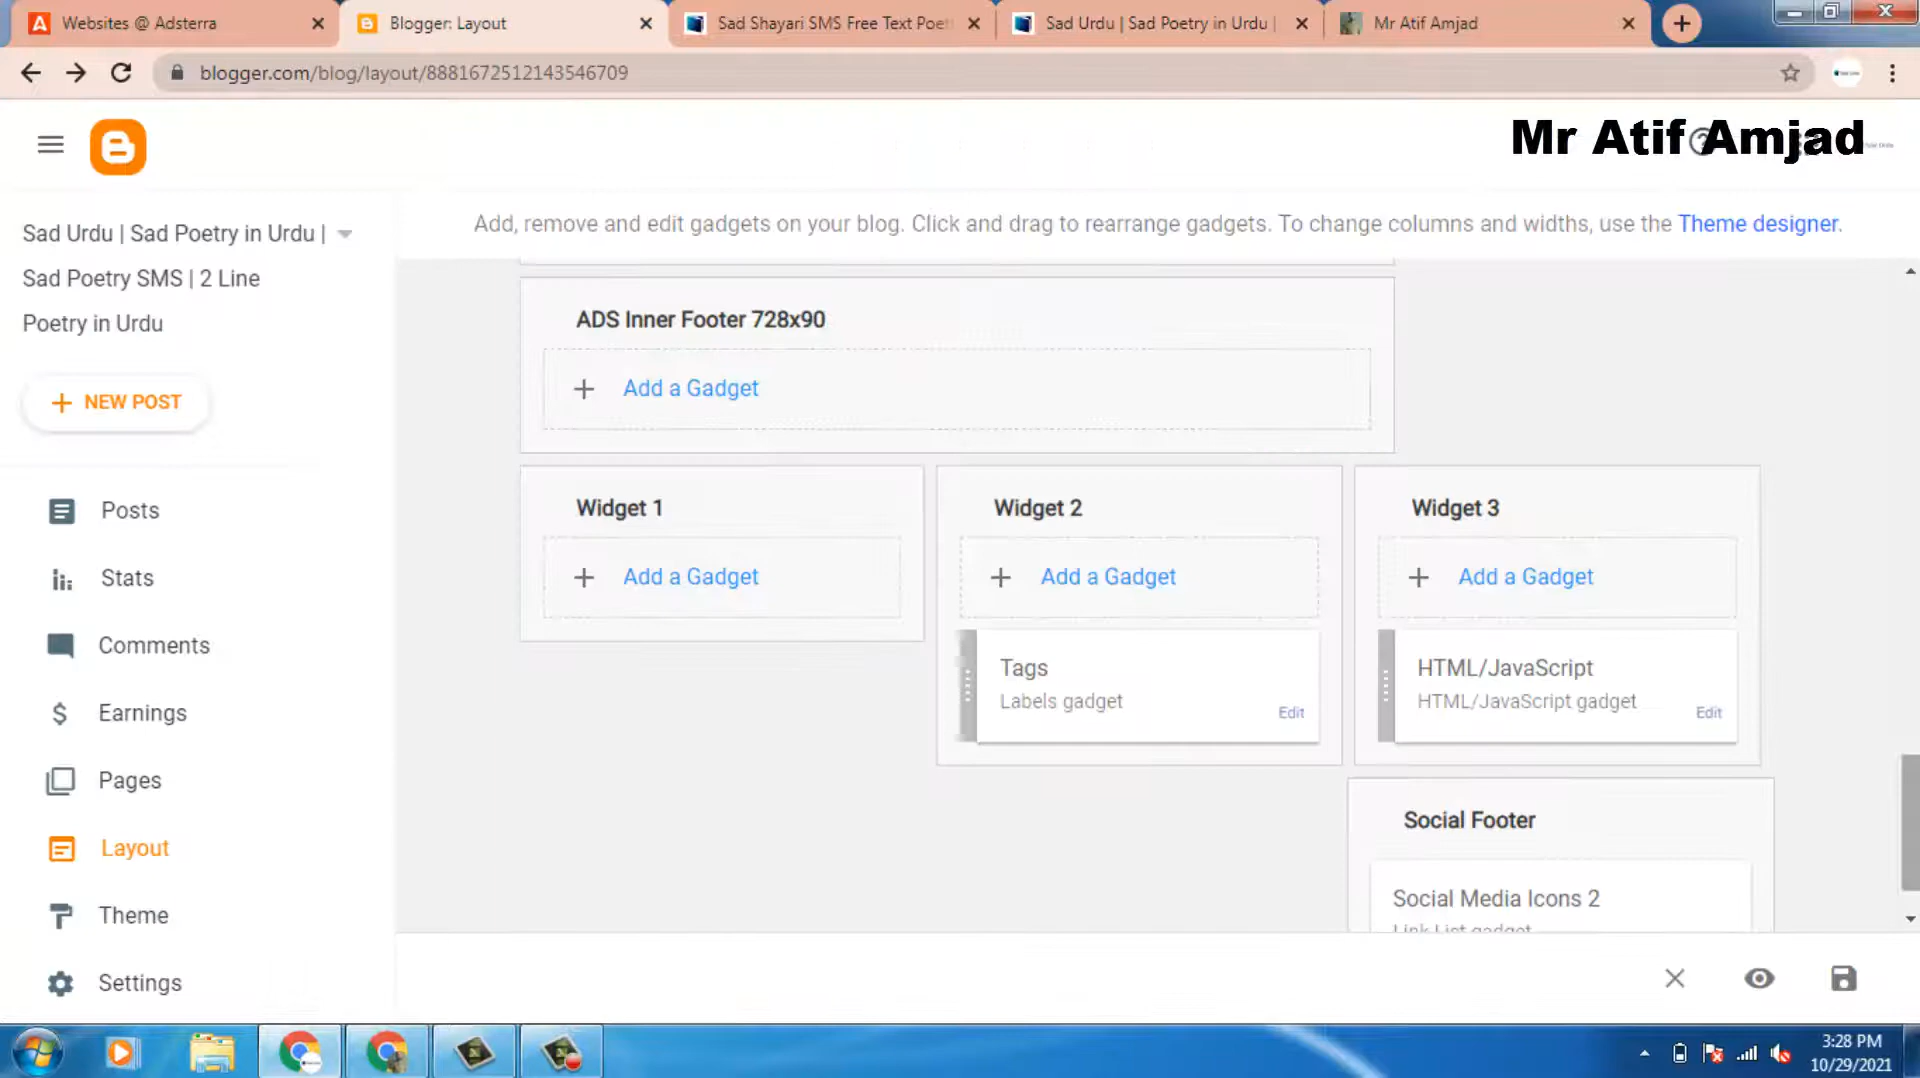 Websites @ Adsterra
Blogger: Layout
Sad Shayari SMS Free Text Poet
Sad Urdu | Sad Poetry in Urdu |
Mr Atif Amjad
blogger.com/blog/layout/8881672512143546709
Mr Atif Amjad
Add, remove and edit gadgets on your blog. Click and drag to rearrange gadgets. To change columns and widths, use the Theme designer.
Sad Urdu | Sad Poetry in Urdu |
Sad Poetry SMS | 2 Line
Poetry in Urdu
NEW POST
Posts
Stats
Comments
Earnings
Pages
Layout
Theme
Settings
ADS Inner Footer 728x90
Add a Gadget
Widget 1
Add a Gadget
Widget 2
Add a Gadget
Tags
Labels gadget
Edit
Widget 3
Add a Gadget
HTML/JavaScript
HTML/JavaScript gadget
Edit
Social Footer
Social Media Icons 2
Link List gadget
3:28 PM
10/29/2021